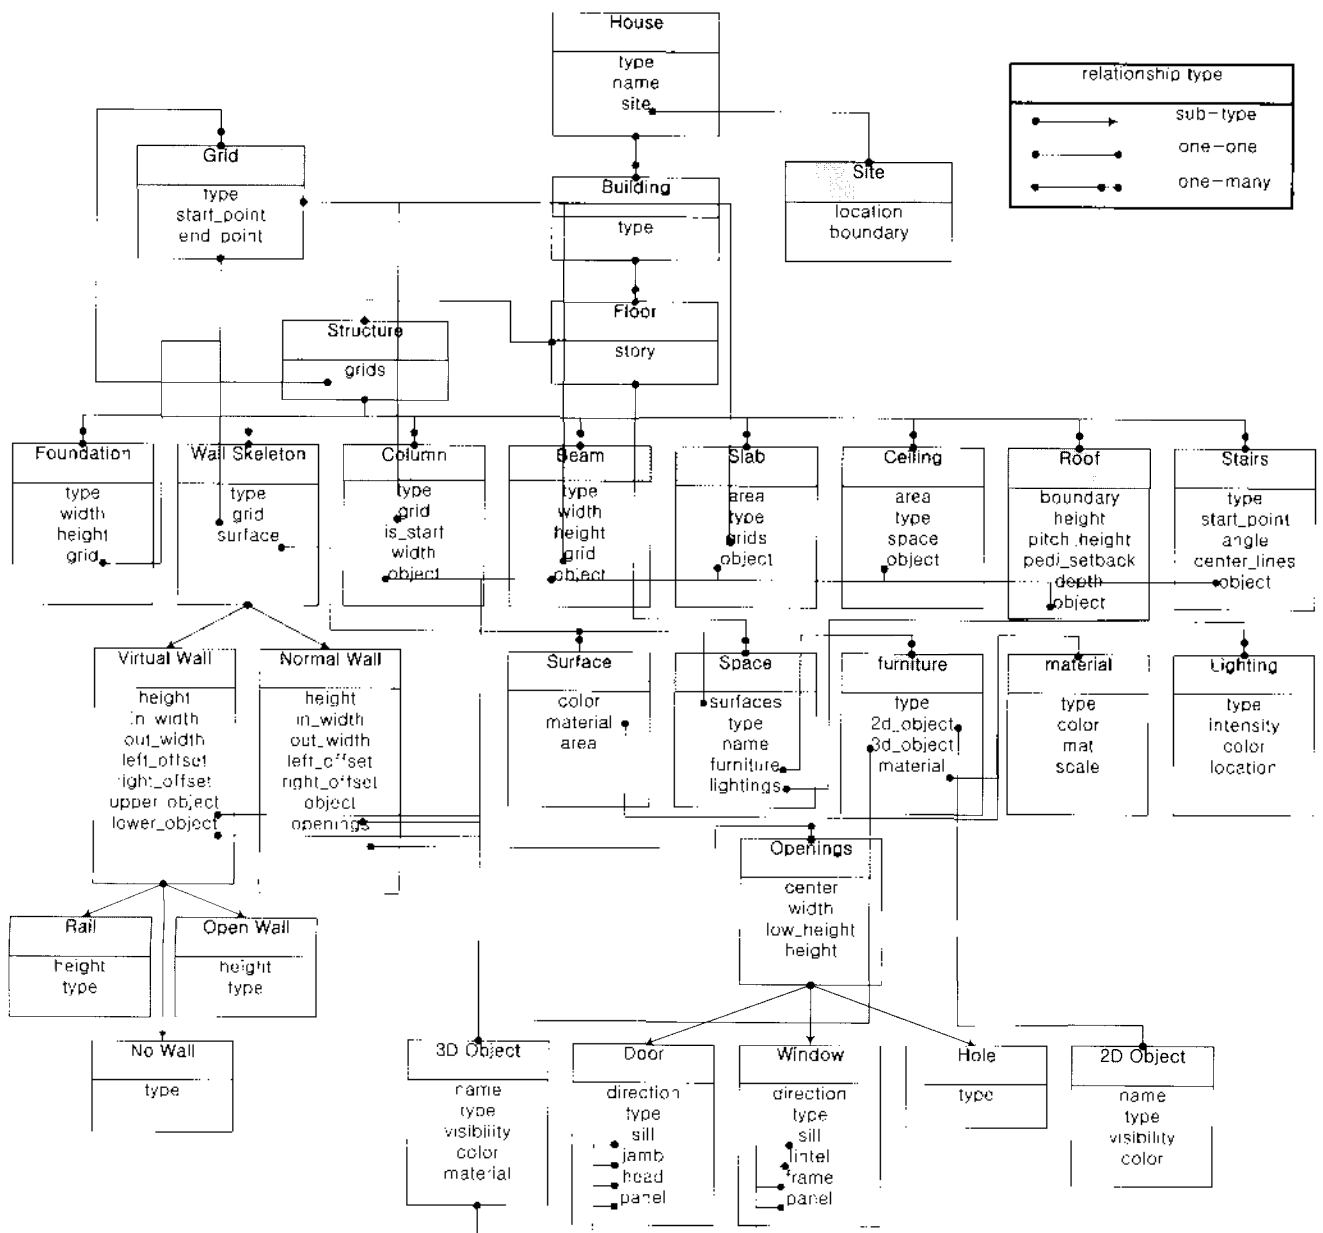 House
type
name
site
relationship type
sub-type
one-one
one-many
Grid
type
start_point
end_point
Site
location
boundary
Building
type
Structure
grids
Floor
story
Foundation
type
width
height
grid
Wall Skeleton
type
grid
surface
Column
type
grid
is_start
width
object
Beam
type
width
height
grid
object
Slab
area
type
grids
object
Ceiling
area
type
space
object
Roof
boundary
height
pitch_height
pedi_setback
depth
object
Stairs
type
start_point
angle
center_lines
object
Virtual Wall
height
in_width
out_width
left_offset
right_offset
upper_object
lower_object
Normal Wall
height
in_width
out_width
left_offset
right_offset
object
openings
Surface
color
material
area
Space
surfaces
type
name
furniture
lightings
furniture
type
2d_object
3d_object
material
material
type
color
mat
scale
Lighting
type
intensity
color
location
Openings
center
width
low_height
height
Rail
height
type
Open Wall
height
type
No Wall
type
3D Object
name
type
visibility
color
material
Door
direction
type
sill
jamb
head
panel
Window
direction
type
sill
lintel
frame
panel
Hole
type
2D Object
name
type
visibility
color